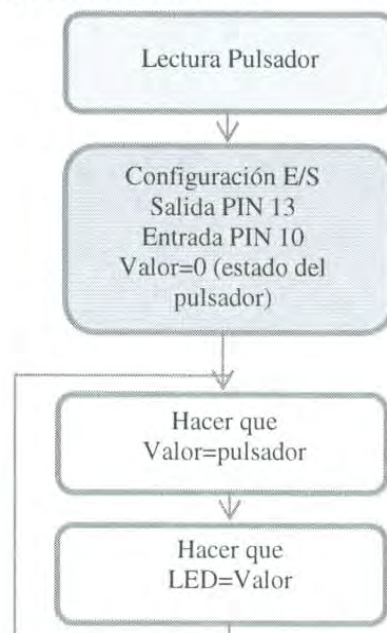 Lectura Pulsador
Configuración E/S
Salida PIN 13
Entrada PIN 10
Valor=0 (estado del
pulsador)
Hacer que
Valor=pulsador
Hacer que
LED=Valor